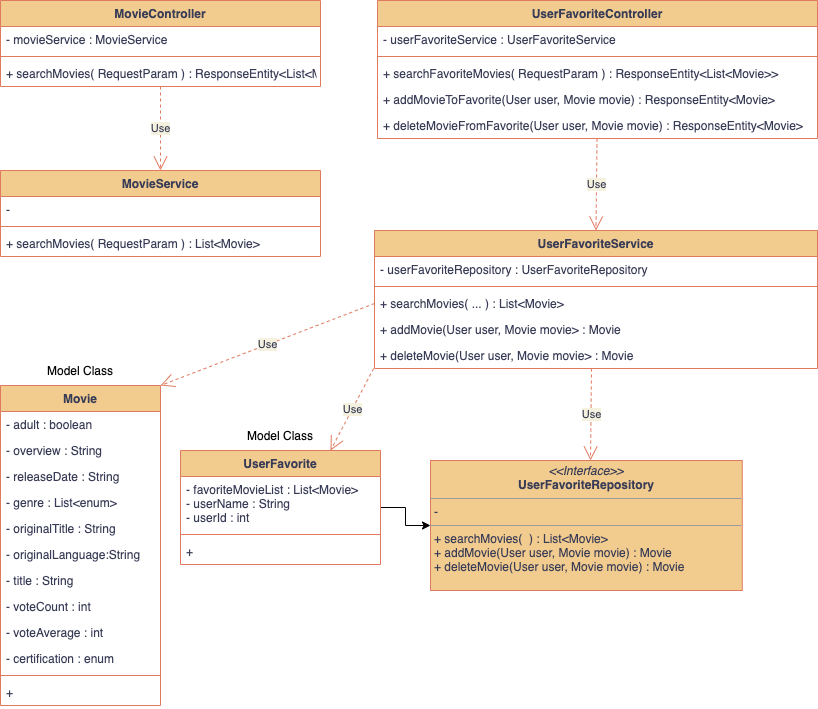 MovieController
- movieService : MovieService
+ searchMovies( RequestParam ) : ResponseEntity<List<M
Use
MovieService
-
+ searchMovies( RequestParam ) : List<Movie>
UserFavoriteController
- userFavoriteService : UserFavoriteService
+ searchFavoriteMovies( RequestParam ) : ResponseEntity<List<Movie>>
+ addMovieToFavorite(User user, Movie movie) : ResponseEntity<Movie>
+ deleteMovieFromFavorite(User user, Movie movie) : ResponseEntity<Movie>
Use
UserFavoriteService
- userFavoriteRepository : UserFavoriteRepository
+ searchMovies( ... ) : List<Movie>
+ addMovie(User user, Movie movie> : Movie
+ deleteMovie(User user, Movie movie> : Movie
Use
Use
Use
Model Class
Movie
- adult : boolean
- overview : String
- releaseDate : String
- genre : List<enum>
- originalTitle : String
- originalLanguage:String
- title : String
- voteCount : int
- voteAverage : int
- certification : enum
+
Model Class
UserFavorite
- favoriteMovieList : List<Movie>
- userName : String
- userId : int
+
<<Interface>>
UserFavoriteRepository
-
+ searchMovies(  ) : List<Movie>
+ addMovie(User user, Movie movie) : Movie
+ deleteMovie(User user, Movie movie) : Movie